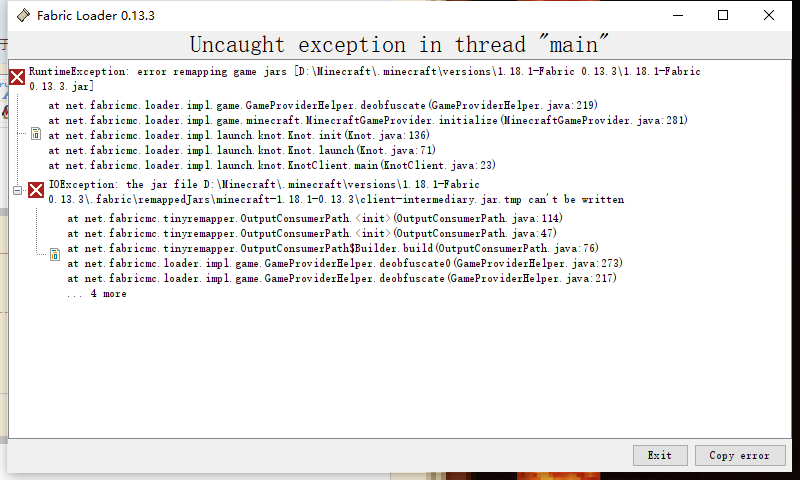 Fabric Loader 0.13.3
Uncaught exception in thread "main"
RuntimeException: error remapping game jars [D:\Minecraft\.minecraft\versions\1.18.1-Fabric 0.13.3\1.18.1-Fabric
0.13.3.jar]
at net.fabricmc.loader.impl.game.GameProviderHelper.deobfuscate(GameProviderHelper.java:219)
at net.fabricmc.loader.impl.game.minecraft.MinecraftGameProvider.initialize(MinecraftGameProvider.java:281)
at net.fabricmc.loader.impl.launch.knot.Knot.init(Knot.java:136)
at net.fabricmc.loader.impl.launch.knot.Knot.launch(Knot.java:71)
at net.fabricmc.loader.impl.launch.knot.KnotClient.main(KnotClient.java:23)
IOException: the jar file D:\Minecraft\.minecraft\versions\1.18.1-Fabric
0.13.3\.fabric\remappedJars\minecraft-1.18.1-0.13.3\client-intermediary.jar.tmp can't be written
at net.fabricmc.tinyremapper.OutputConsumerPath.<init>(OutputConsumerPath.java:114)
at net.fabricmc.tinyremapper.OutputConsumerPath.<init>(OutputConsumerPath.java:47)
at net.fabricmc.tinyremapper.OutputConsumerPath$Builder.build(OutputConsumerPath.java:76)
at net.fabricmc.loader.impl.game.GameProviderHelper.deobfuscate0(GameProviderHelper.java:273)
at net.fabricmc.loader.impl.game.GameProviderHelper.deobfuscate(GameProviderHelper.java:217)
... 4 more
Exit
Copy error